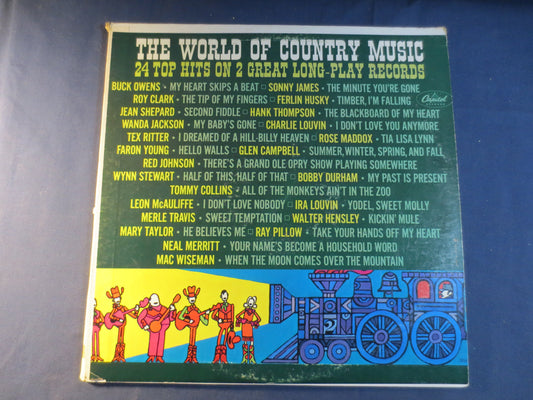 THE WORLD OF COUNTRY MUSIC
24 TOP HITS ON 2 GREAT LONG-PLAY RECORDS
BUCK OWENS • MY HEART SKIPS A BEAT □ SONNY JAMES • THE MINUTE YOU'RE GONE
ROY CLARK • THE TIP OF MY FINGERS □ FERLIN HUSKY • TIMBER, I'M FALLING
Capitol
JEAN SHEPARD • SECOND FIDDLE □ HANK THOMPSON • THE BLACKBOARD OF MY HEART
WANDA JACKSON • MY BABY'S GONE □ CHARLIE LOUVIN • I DON'T LOVE YOU ANYMORE
TEX RITTER • I DREAMED OF A HILL-BILLY HEAVEN □ ROSE MADDOX • TIA LISA LYNN
FARON YOUNG • HELLO WALLS □ GLEN CAMPBELL • SUMMER, WINTER, SPRING, AND FALL
RED JOHNSON • THERE'S A GRAND OLE OPRY SHOW PLAYING SOMEWHERE
WYNN STEWART • HALF OF THIS, HALF OF THAT □ BOBBY DURHAM • MY PAST IS PRESENT
TOMMY COLLINS • ALL OF THE MONKEYS AIN'T IN THE ZOO
LEON McAULIFFE • I DON'T LOVE NOBODY □ IRA LOUVIN • YODEL, SWEET MOLLY
MERLE TRAVIS • SWEET TEMPTATION □ WALTER HENSLEY • KICKIN' MULE
MARY TAYLOR • HE BELIEVES ME □ RAY PILLOW • TAKE YOUR HANDS OFF MY HEART
NEAL MERRITT • YOUR NAME'S BECOME A HOUSEHOLD WORD
MAC WISEMAN • WHEN THE MOON COMES OVER THE MOUNTAIN